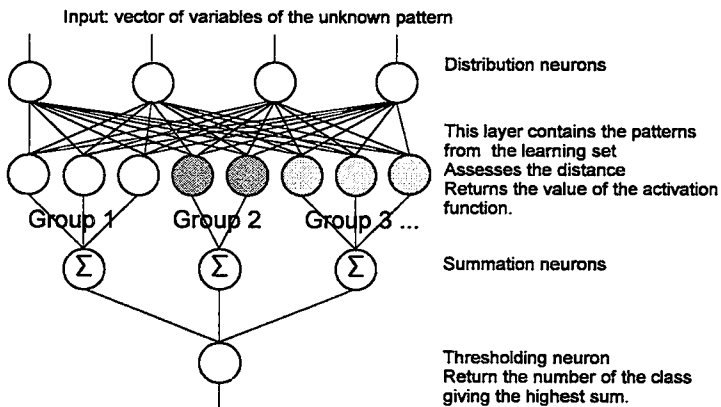 Input: vector of variables of the unknown pattern
Distribution neurons
This layer contains the patterns
from the learning set
Assesses the distance
Returns the value of the activation
function.
Group 1 Group 2 Group 3 ...
Σ Σ Σ
Summation neurons
Thresholding neuron
Return the number of the class
giving the highest sum.